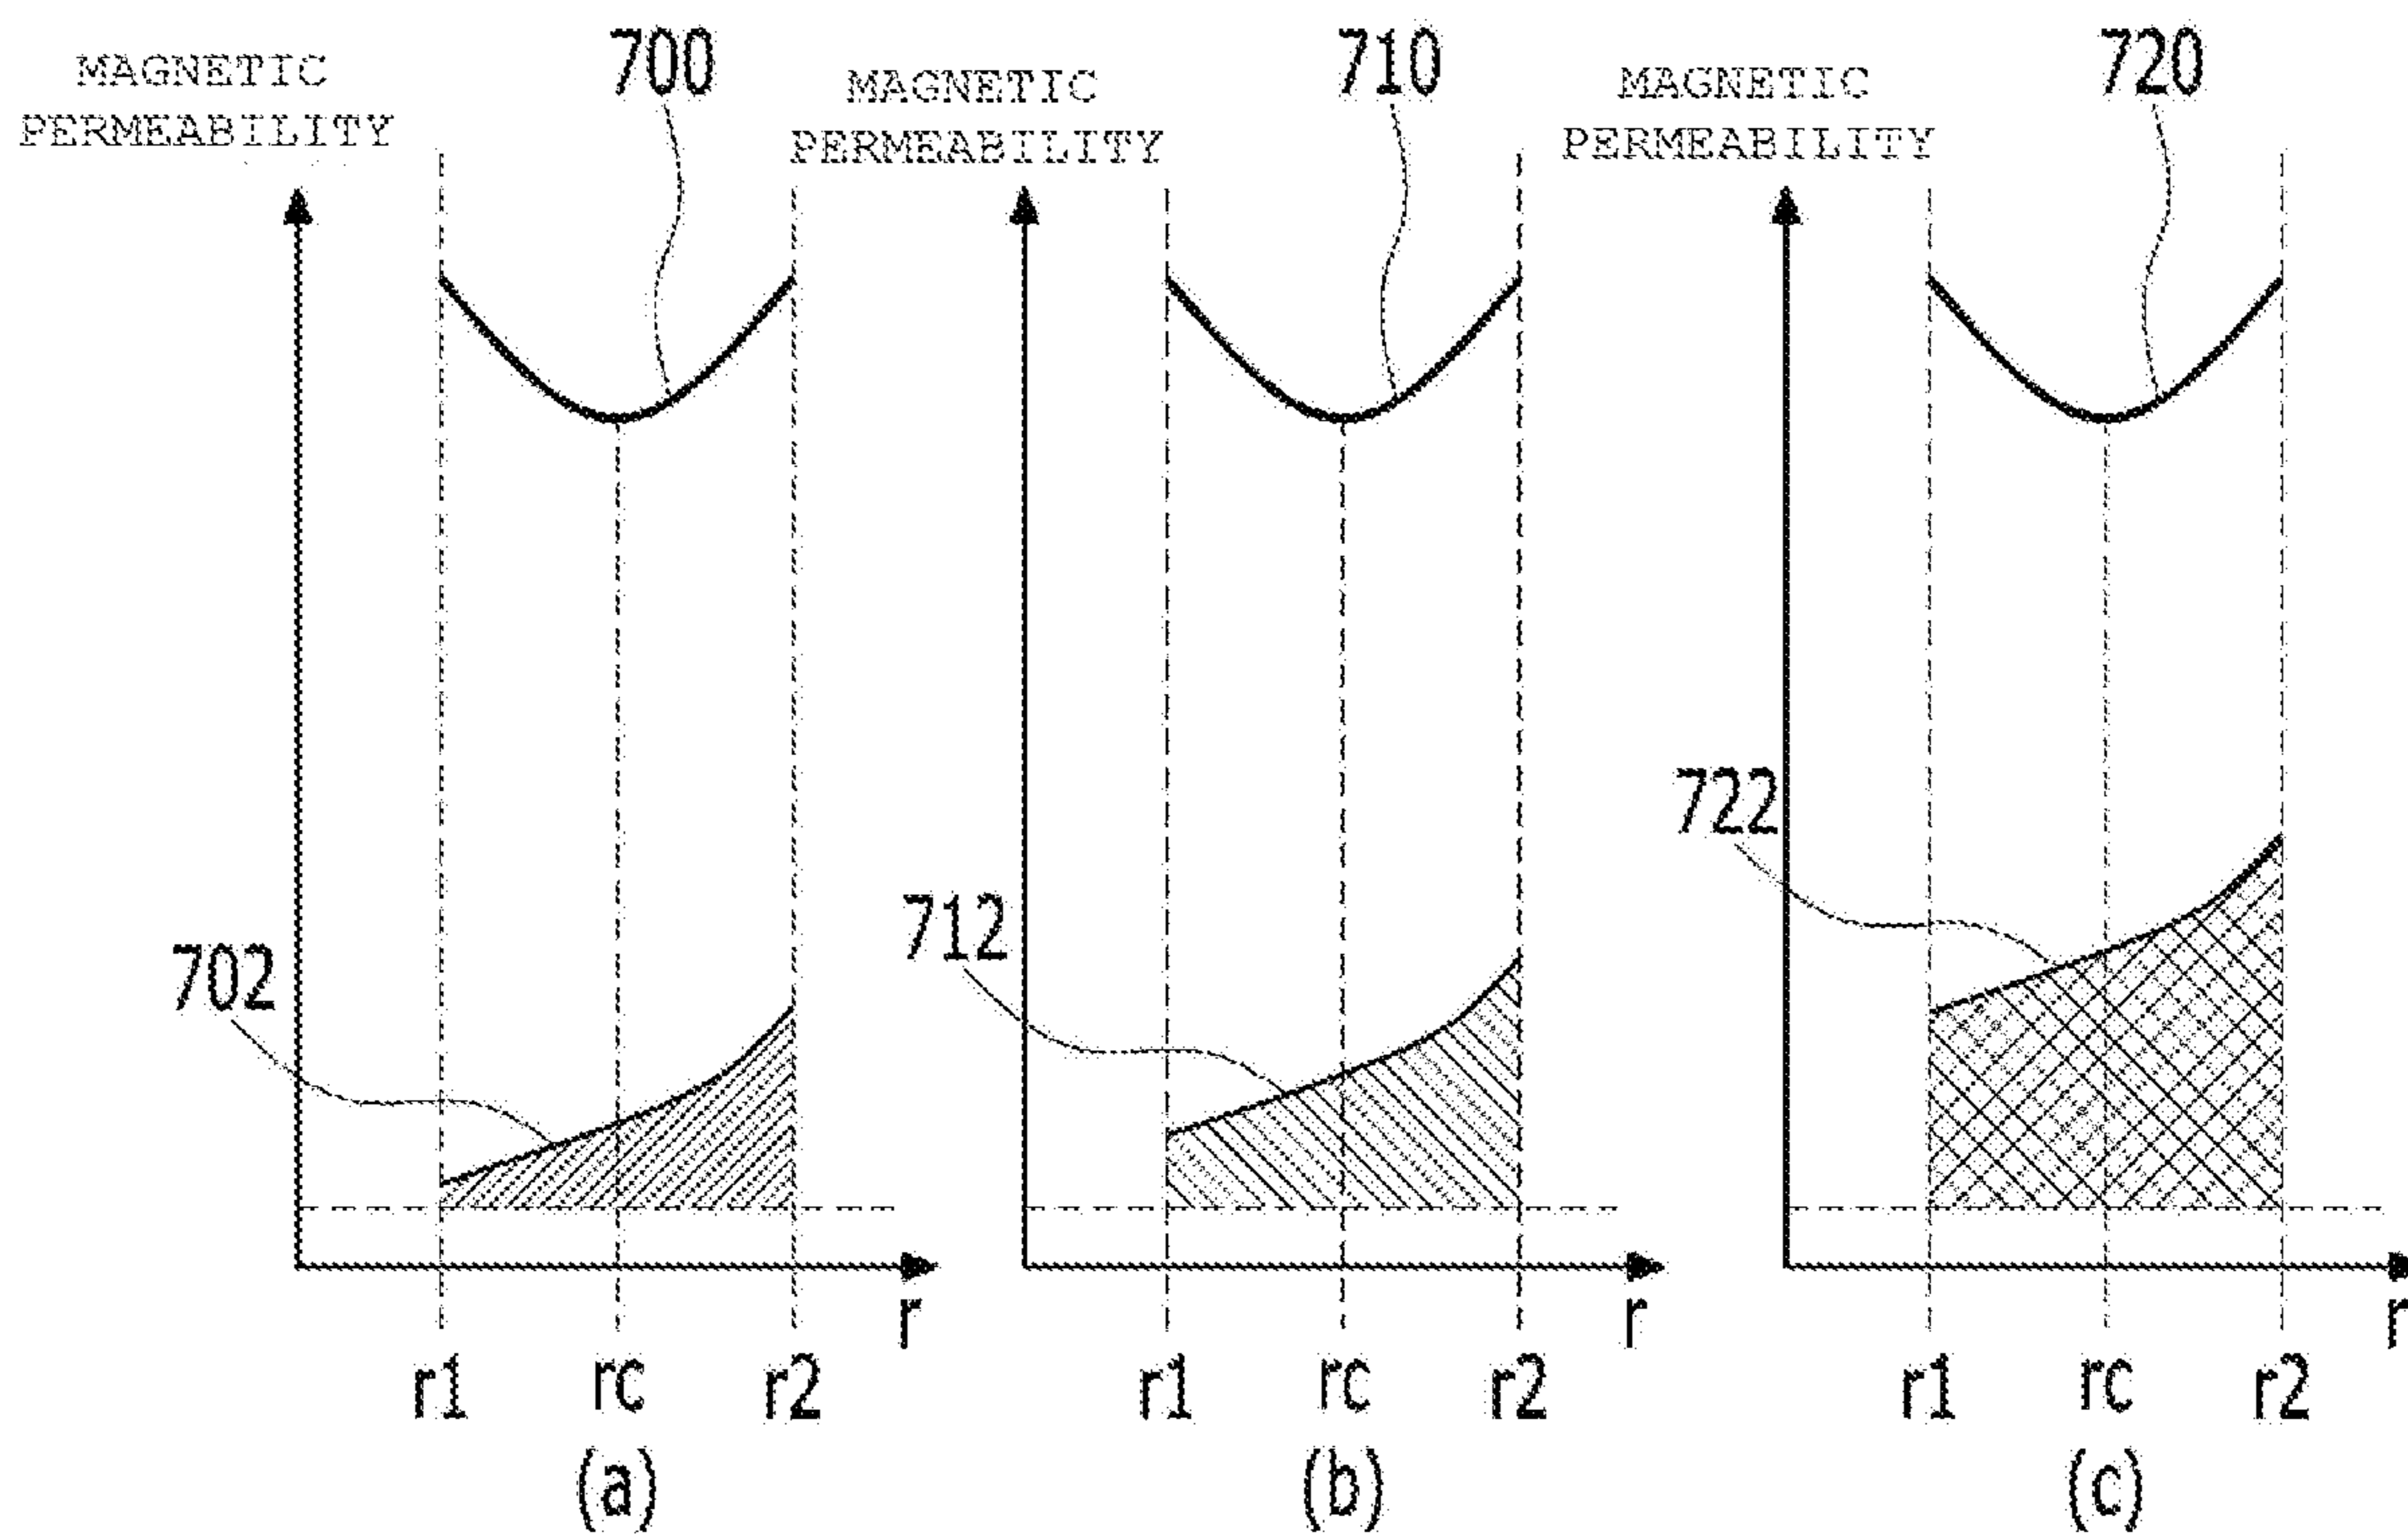 MAGNETIC
PERMEABILITY
700
MAGNETIC
PERMEABILITY
710
MAGNETIC
PERMEABILITY
720
702
712
722
r
r
r
r1 rc r2
r1 rc r2
r1 rc r2
(a)
(b)
(c)